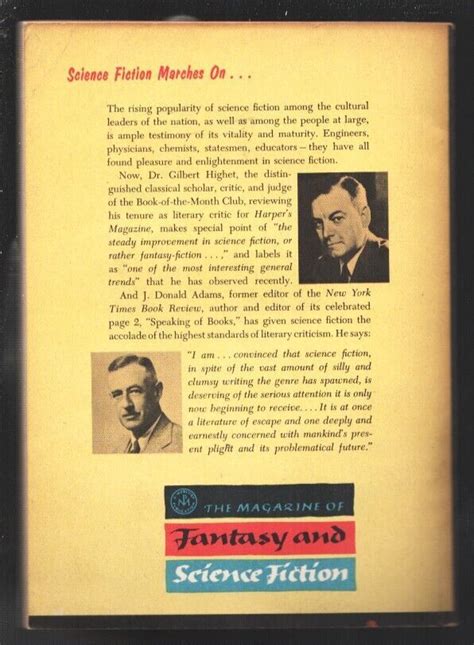 Science Fiction Marches On . . .
The rising popularity of science fiction among the cultural
leaders of the nation, as well as among the people at large,
is ample testimony of its vitality and maturity. Engineers,
physicians, chemists, statesmen, educators — they have all
found pleasure and enlightenment in science fiction.
Now, Dr. Gilbert Highet, the distin-
guished classical scholar, critic, and judge
of the Book-of-the-Month Club, reviewing
his tenure as literary critic for Harper's
Magazine, makes special point of "the
steady improvement in science fiction, or
rather fantasy-fiction . . . ," and labels it
as "one of the most interesting general
trends" that he has observed recently.
And J. Donald Adams, former editor of the New York
Times Book Review, author and editor of its celebrated
page 2, "Speaking of Books," has given science fiction the
accolade of the highest standards of literary criticism. He says:
"I am . . . convinced that science fiction,
in spite of the vast amount of silly and
clumsy writing the genre has spawned, is
deserving of the serious attention it is only
now beginning to receive. . . . It is at once
a literature of escape and one deeply and
earnestly concerned with mankind's pres-
ent plight and its problematical future."
THE MAGAZINE OF
Fantasy and
Science Fiction